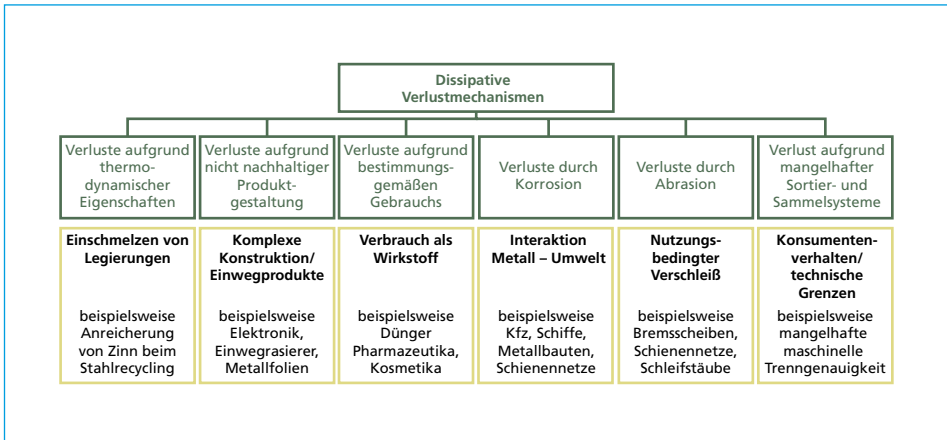 Dissipative
Verlustmechanismen
Verluste aufgrund
thermo-
dynamischer
Eigenschaften
Verluste aufgrund
nicht nachhaltiger
Produkt-
gestaltung
Verluste aufgrund
bestimmungs-
gemäßen
Gebrauchs
Verluste durch
Korrosion
Verluste durch
Abrasion
Verlust aufgrund
mangelhafter
Sortier- und
Sammelsysteme
Einschmelzen von
Legierungen
beispielsweise
Anreicherung
von Zinn beim
Stahlrecycling
Komplexe
Konstruktion/
Einwegprodukte
beispielsweise
Elektronik,
Einwegrasierer,
Metallfolien
Verbrauch als
Wirkstoff
beispielsweise
Dünger
Pharmazeutika,
Kosmetika
Interaktion
Metall – Umwelt
beispielsweise
Kfz, Schiffe,
Metallbauten,
Schienennetze
Nutzungs-
bedingter
Verschleiß
beispielsweise
Bremsscheiben,
Schienennetze,
Schleifstäube
Konsumenten-
verhalten/
technische
Grenzen
beispielsweise
mangelhafte
maschinelle
Trenngenauigkeit